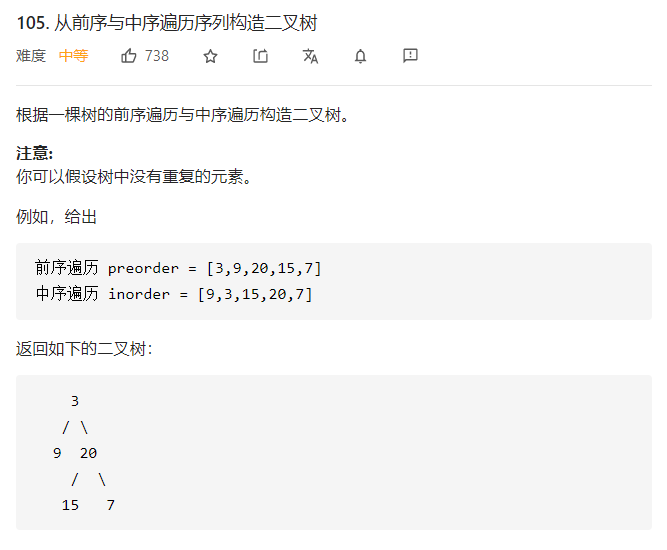 105. 从前序与中序遍历序列构造二叉树
难度 中等 738
根据一棵树的前序遍历与中序遍历构造二叉树。
注意:
你可以假设树中没有重复的元素。
例如，给出
前序遍历 preorder = [3,9,20,15,7]
中序遍历 inorder = [9,3,15,20,7]
返回如下的二叉树：
3
/ \
9 20
/ \
15 7